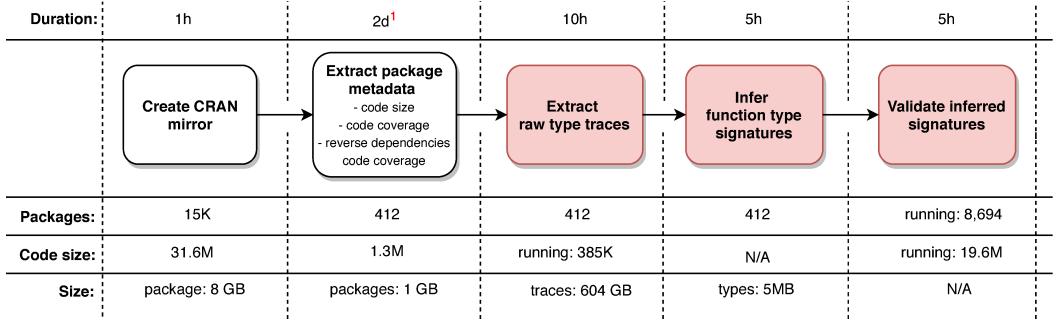 Duration: 1h 2d1 10h 5h 5h
Create CRAN
mirror
Extract package
metadata
- code size
- code coverage
- reverse dependencies
code coverage
Extract
raw type traces
Infer
function type
signatures
Validate inferred
signatures
Packages: 15K 412 412 412 running: 8,694
Code size: 31.6M 1.3M running: 385K N/A running: 19.6M
Size: package: 8 GB packages: 1 GB traces: 604 GB types: 5MB N/A